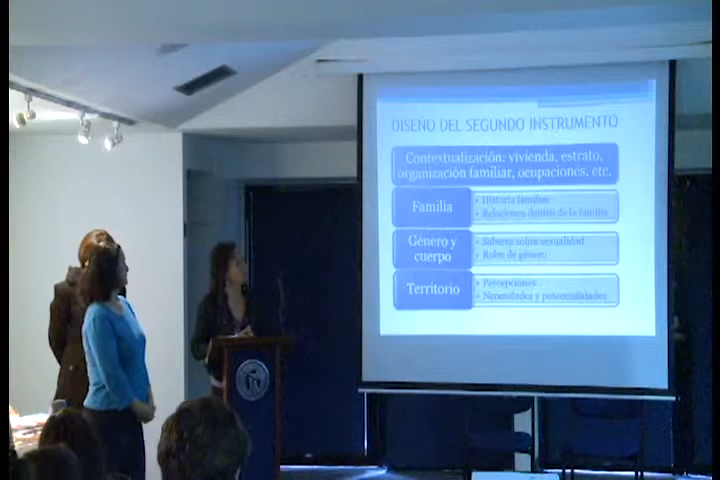 DISEÑO DEL SEGUNDO INSTRUMENTO
Contextualización: vivienda, estrato,
organización familiar, ocupaciones, etc.
Familia
• Historia familiar
• Relaciones dentro de la familia
Género y
cuerpo
• Saberes sobre sexualidad
• Roles de género
Territorio
• Percepciones
• Necesidades y potencialidades